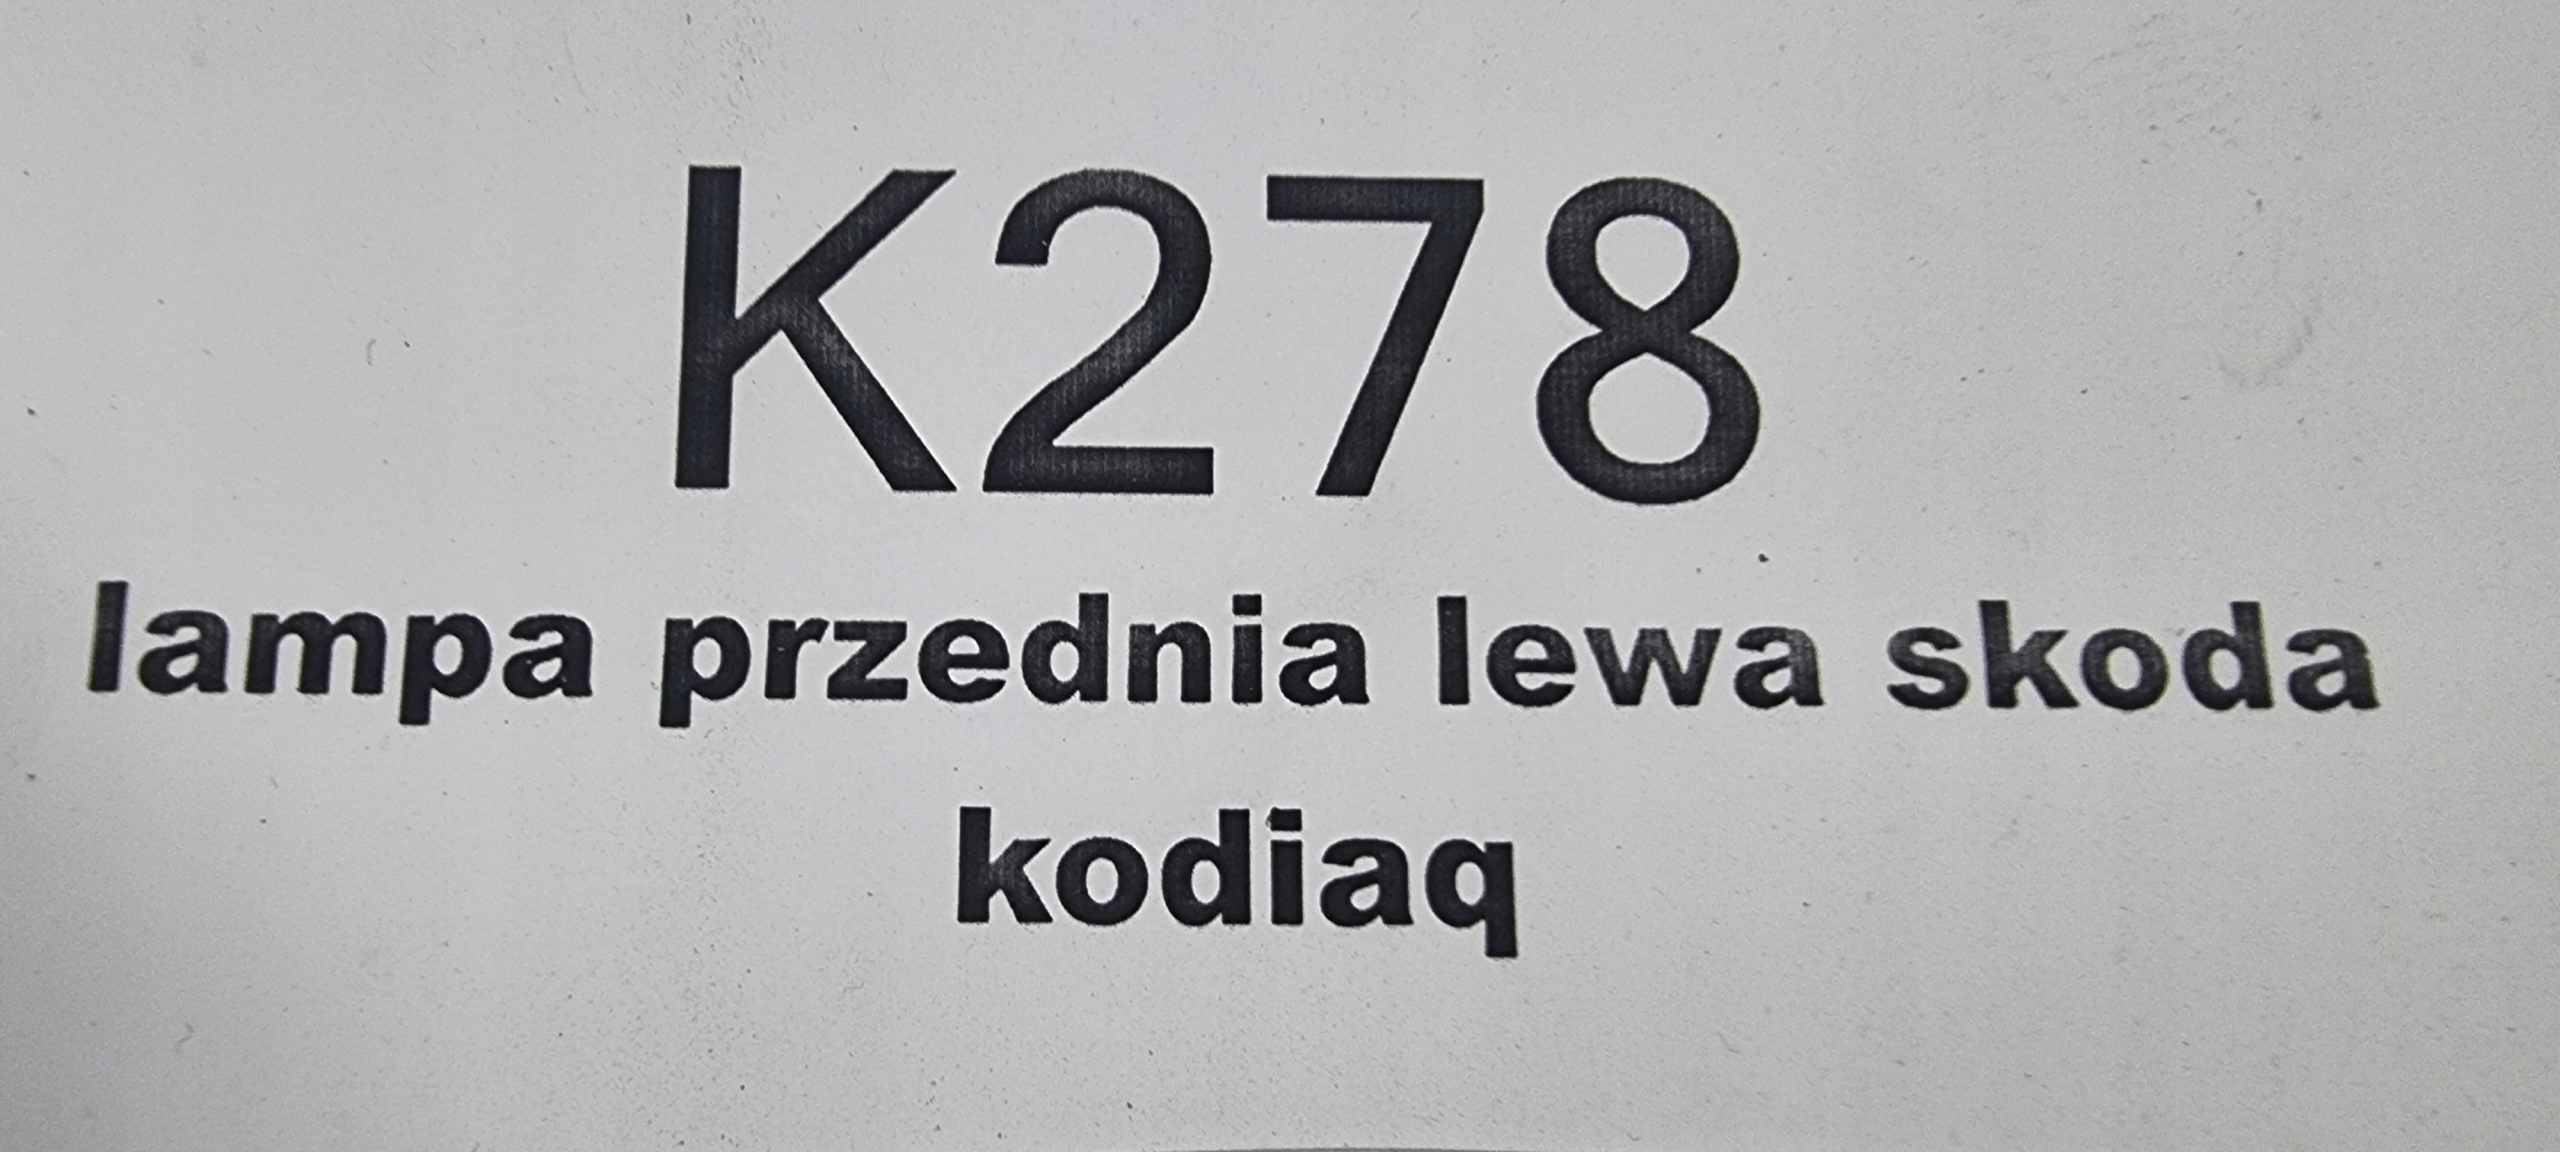 K278
lampa przednia lewa skoda
kodiaq